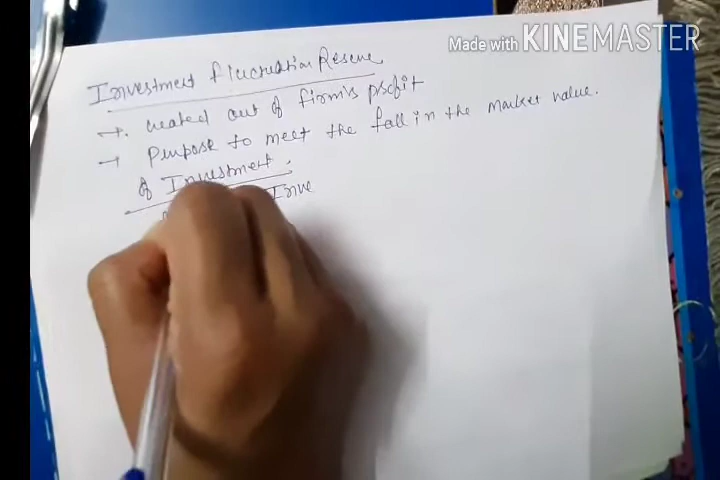 Made with KINEMASTER
Investment fluctuation Reserve
→ created out of firm's profit
→ Purpose to meet the fall in the market value.
of Investment.
Inve